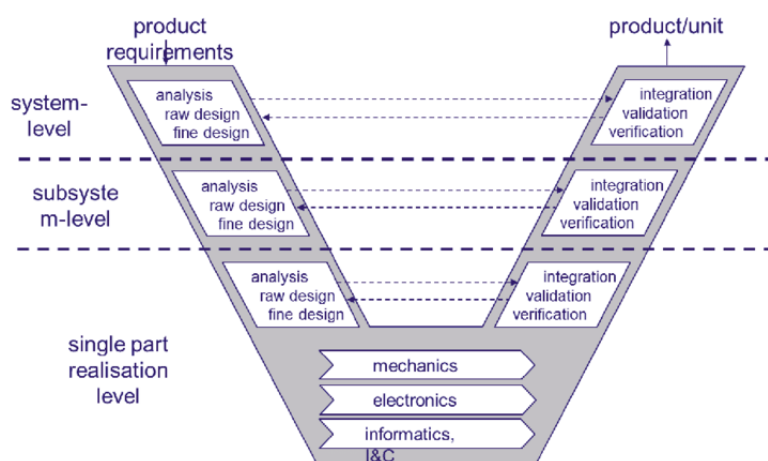 product
requirements
product/unit
system-
level
analysis
raw design
fine design
integration
validation
verification
subsyste
m-level
analysis
raw design
fine design
integration
validation
verification
single part
realisation
level
analysis
raw design
fine design
integration
validation
verification
mechanics
electronics
informatics,
I&C